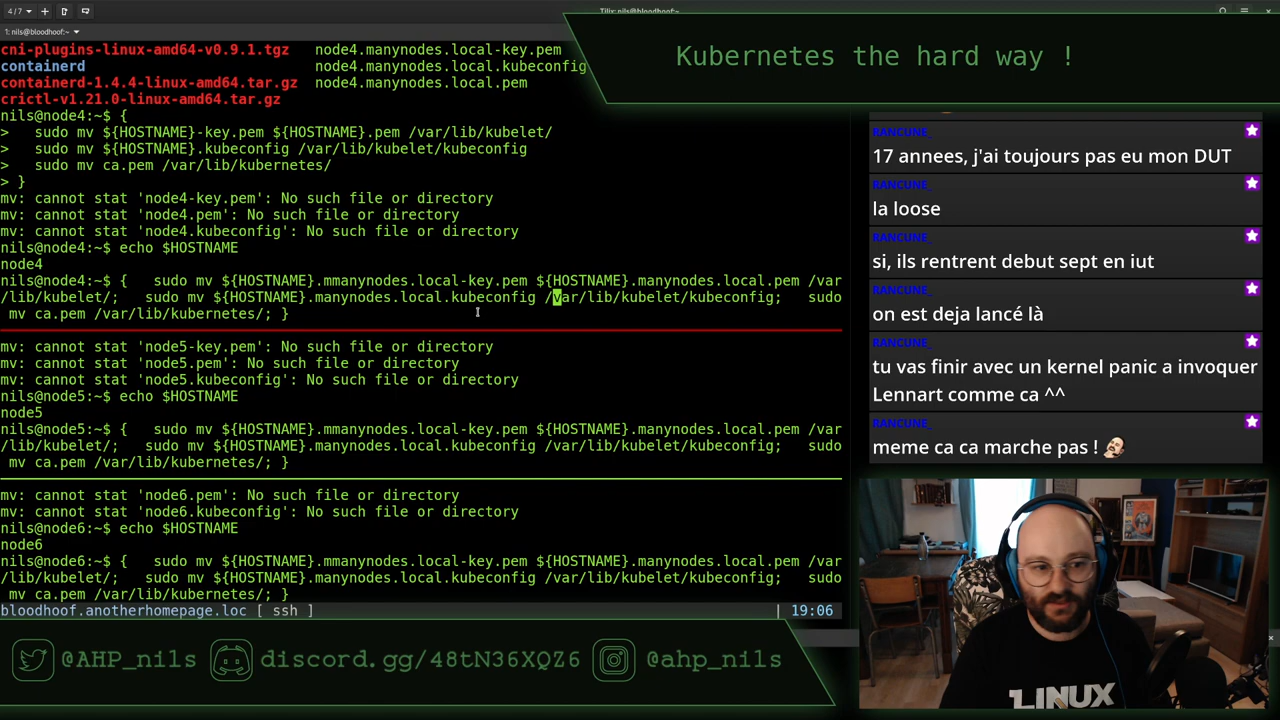 4 / 7
Tilix: nils@bloodhoof:~
1: nils@bloodhoof:~
cni-plugins-linux-amd64-v0.9.1.tgz   node4.manynodes.local-key.pem
containerd   node4.manynodes.local.kubeconfig
containerd-1.4.4-linux-amd64.tar.gz  node4.manynodes.local.pem
crictl-v1.21.0-linux-amd64.tar.gz
nils@node4:~$ {
>   sudo mv ${HOSTNAME}-key.pem ${HOSTNAME}.pem /var/lib/kubelet/
>   sudo mv ${HOSTNAME}.kubeconfig /var/lib/kubelet/kubeconfig
>   sudo mv ca.pem /var/lib/kubernetes/
> }
mv: cannot stat 'node4-key.pem': No such file or directory
mv: cannot stat 'node4.pem': No such file or directory
mv: cannot stat 'node4.kubeconfig': No such file or directory
nils@node4:~$ echo $HOSTNAME
node4
nils@node4:~$ {   sudo mv ${HOSTNAME}.mmanynodes.local-key.pem ${HOSTNAME}.manynodes.local.pem /var
/lib/kubelet/;   sudo mv ${HOSTNAME}.manynodes.local.kubeconfig /var/lib/kubelet/kubeconfig;   sudo
 mv ca.pem /var/lib/kubernetes/; }
mv: cannot stat 'node5-key.pem': No such file or directory
mv: cannot stat 'node5.pem': No such file or directory
mv: cannot stat 'node5.kubeconfig': No such file or directory
nils@node5:~$ echo $HOSTNAME
node5
nils@node5:~$ {   sudo mv ${HOSTNAME}.mmanynodes.local-key.pem ${HOSTNAME}.manynodes.local.pem /var
/lib/kubelet/;   sudo mv ${HOSTNAME}.manynodes.local.kubeconfig /var/lib/kubelet/kubeconfig;   sudo
 mv ca.pem /var/lib/kubernetes/; }
mv: cannot stat 'node6.pem': No such file or directory
mv: cannot stat 'node6.kubeconfig': No such file or directory
nils@node6:~$ echo $HOSTNAME
node6
nils@node6:~$ {   sudo mv ${HOSTNAME}.mmanynodes.local-key.pem ${HOSTNAME}.manynodes.local.pem /var
/lib/kubelet/;   sudo mv ${HOSTNAME}.manynodes.local.kubeconfig /var/lib/kubelet/kubeconfig;   sudo
 mv ca.pem /var/lib/kubernetes/; }
bloodhoof.anotherhomepage.loc [ ssh ] | 19:06
Kubernetes the hard way !
RANCUNE_
17 annees, j'ai toujours pas eu mon DUT
RANCUNE_
la loose
RANCUNE_
si, ils rentrent debut sept en iut
RANCUNE_
on est deja lancé là
RANCUNE_
tu vas finir avec un kernel panic a invoquer
Lennart comme ca ^^
RANCUNE_
meme ca ca marche pas !
LINUX
@AHP_nils discord.gg/48tN36XQZ6 @ahp_nils